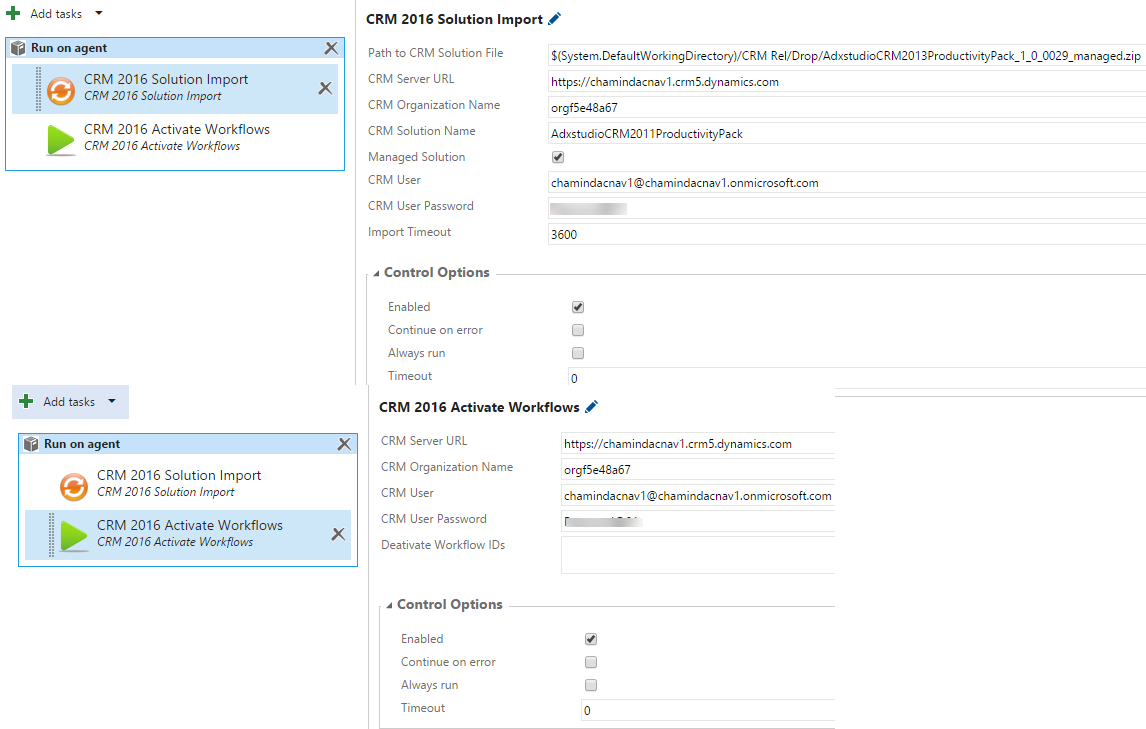 Add tasks
Run on agent
CRM 2016 Solution Import
CRM 2016 Solution Import
CRM 2016 Activate Workflows
CRM 2016 Activate Workflows
CRM 2016 Solution Import
Path to CRM Solution File $(System.DefaultWorkingDirectory)/CRM Rel/Drop/AdxstudioCRM2013ProductivityPack_1_0_0029_managed.zip
CRM Server URL https://chamindacnav1.crm5.dynamics.com
CRM Organization Name orgf5e48a67
CRM Solution Name AdxstudioCRM2011ProductivityPack
Managed Solution
CRM User chamindacnav1@chamindacnav1.onmicrosoft.com
CRM User Password
Import Timeout 3600
Control Options
Enabled
Continue on error
Always run
Timeout 0
Add tasks
Run on agent
CRM 2016 Solution Import
CRM 2016 Solution Import
CRM 2016 Activate Workflows
CRM 2016 Activate Workflows
CRM 2016 Activate Workflows
CRM Server URL https://chamindacnav1.crm5.dynamics.com
CRM Organization Name orgf5e48a67
CRM User chamindacnav1@chamindacnav1.onmicrosoft.com
CRM User Password
Deativate Workflow IDs
Control Options
Enabled
Continue on error
Always run
Timeout 0